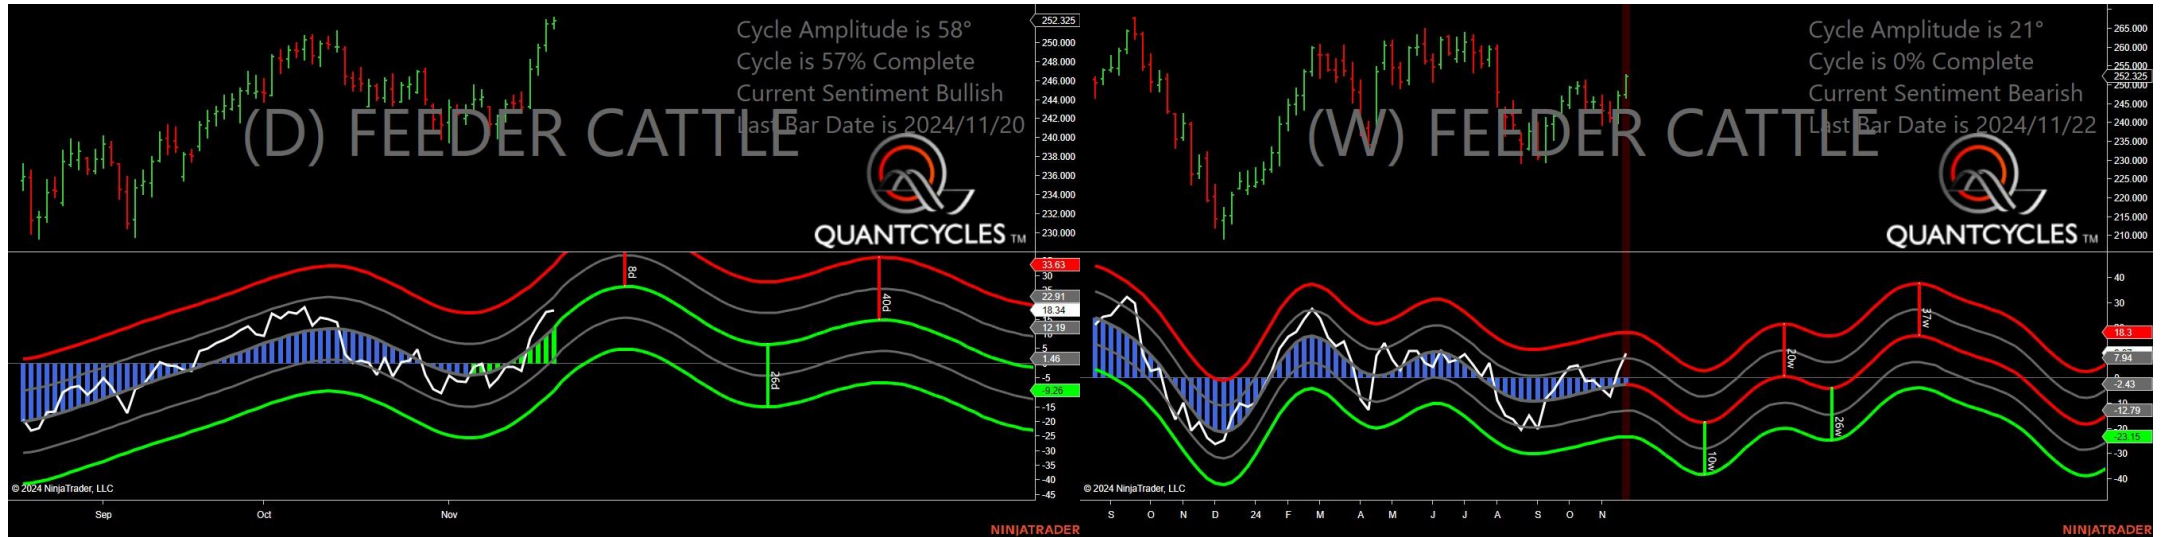 Cycle Amplitude is 58°
Cycle is 57% Complete
Current Sentiment Bullish
Last Bar Date is 2024/11/20
(D) FEEDER CATTLE
QUANTCYCLES TM
252.325
250.000
248.000
246.000
244.000
242.000
240.000
238.000
236.000
234.000
232.000
230.000
33.63
30
25
22.91
18.34
15
12.19
5
1.46
-5
-9.26
-15
-20
-25
-30
-35
-40
-45
8d
26d
40d
© 2024 NinjaTrader, LLC
Sep Oct Nov
NINJATRADER
Cycle Amplitude is 21°
Cycle is 0% Complete
Current Sentiment Bearish
Last Bar Date is 2024/11/22
(W) FEEDER CATTLE
QUANTCYCLES TM
265.000
260.000
255.000
252.325
250.000
245.000
240.000
235.000
230.000
225.000
220.000
215.000
210.000
40
30
18.3
7.94
-2.43
-12.79
-20
-23.15
-30
-40
10w
20w
26w
37w
© 2024 NinjaTrader, LLC
S O N D 24 F M A M J J A S O N
NINJATRADER